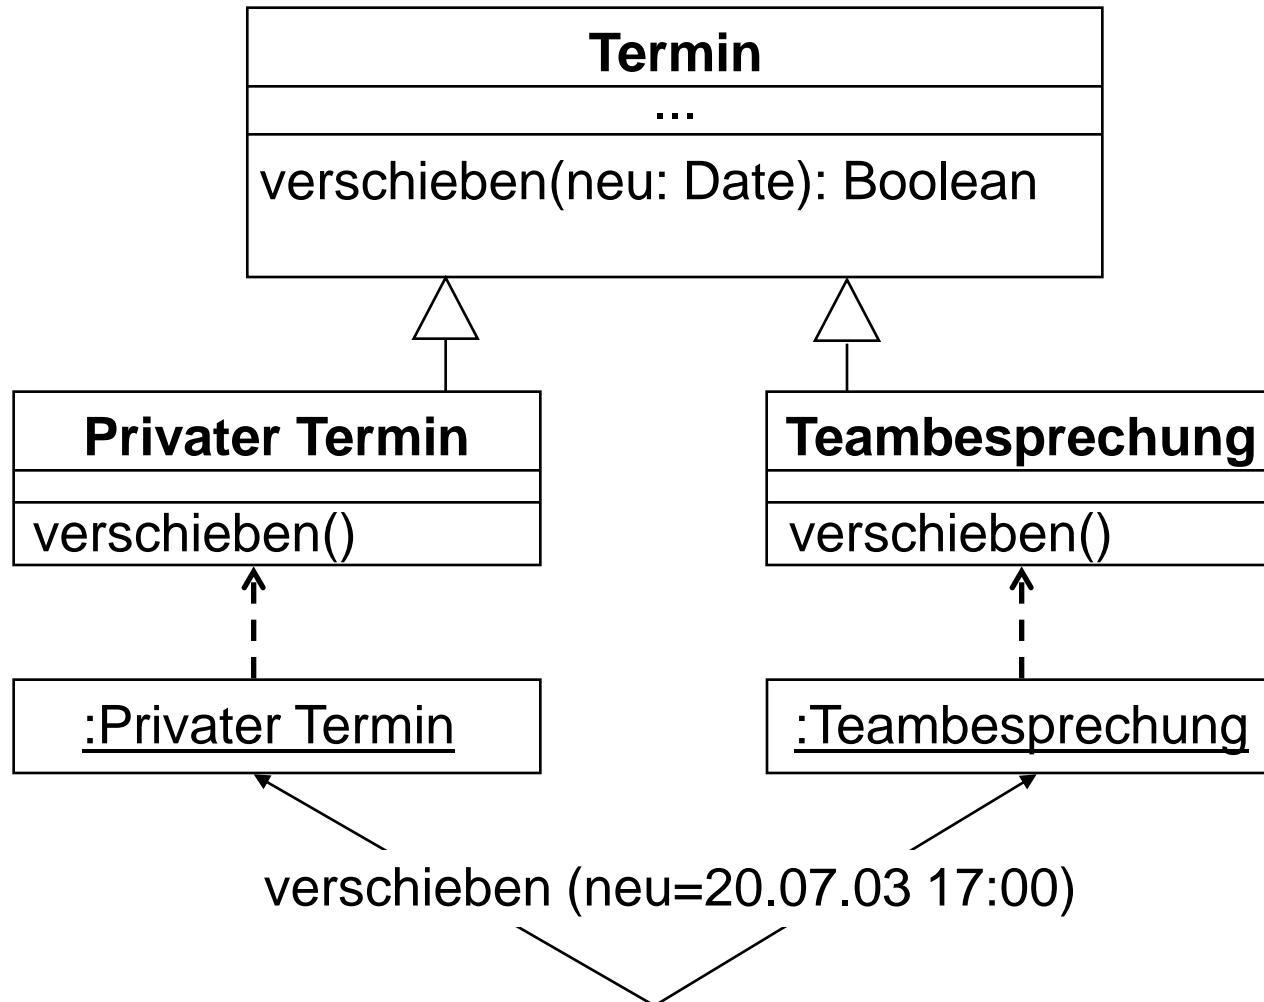 Termin
...
verschieben(neu: Date): Boolean
Privater Termin
verschieben()
Teambesprechung
verschieben()
:Privater Termin
:Teambesprechung
verschieben (neu=20.07.03 17:00)